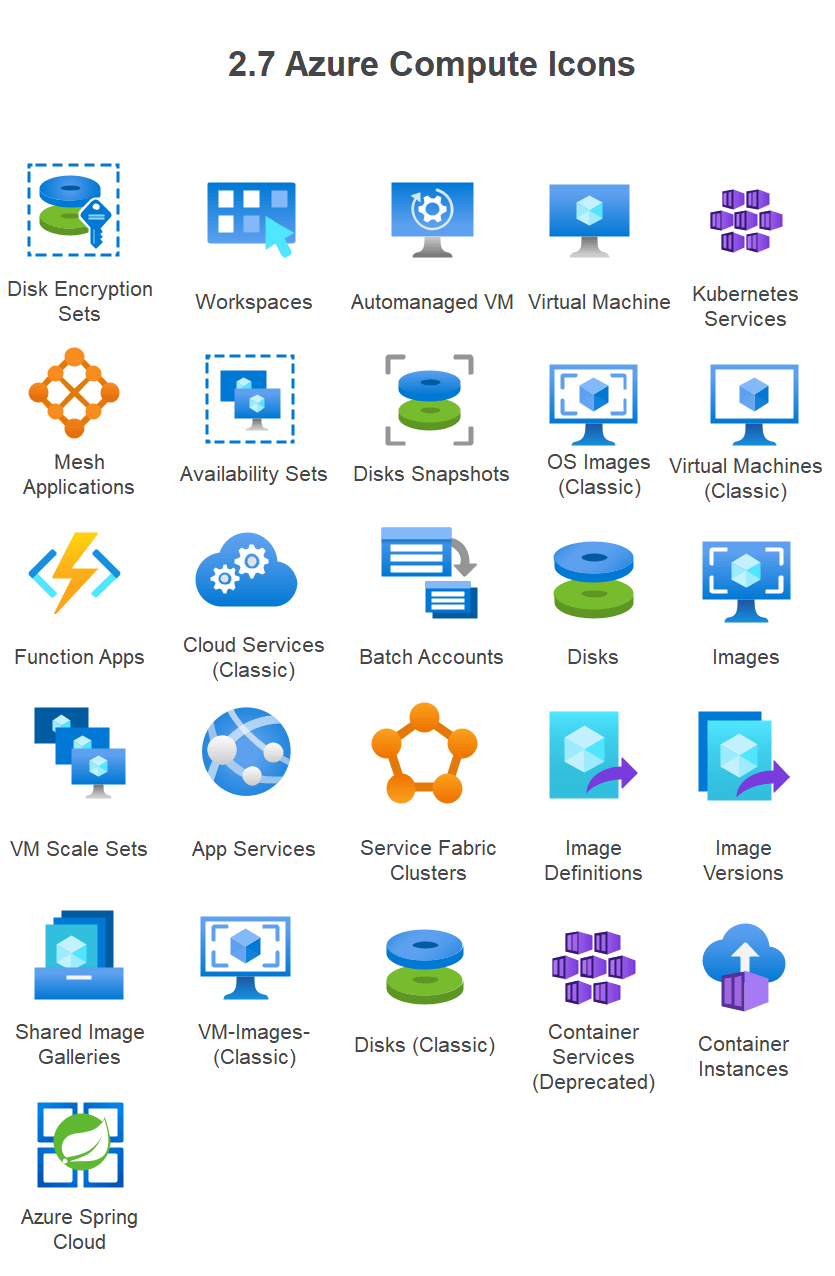 2.7 Azure Compute Icons
Disk Encryption
Sets
Workspaces
Automanaged VM
Virtual Machine
Kubernetes
Services
Mesh
Applications
Availability Sets
Disks Snapshots
OS Images
(Classic)
Virtual Machines
(Classic)
Function Apps
Cloud Services
(Classic)
Batch Accounts
Disks
Images
VM Scale Sets
App Services
Service Fabric
Clusters
Image
Definitions
Image
Versions
Shared Image
Galleries
VM-Images-
(Classic)
Disks (Classic)
Container
Services
(Deprecated)
Container
Instances
Azure Spring
Cloud